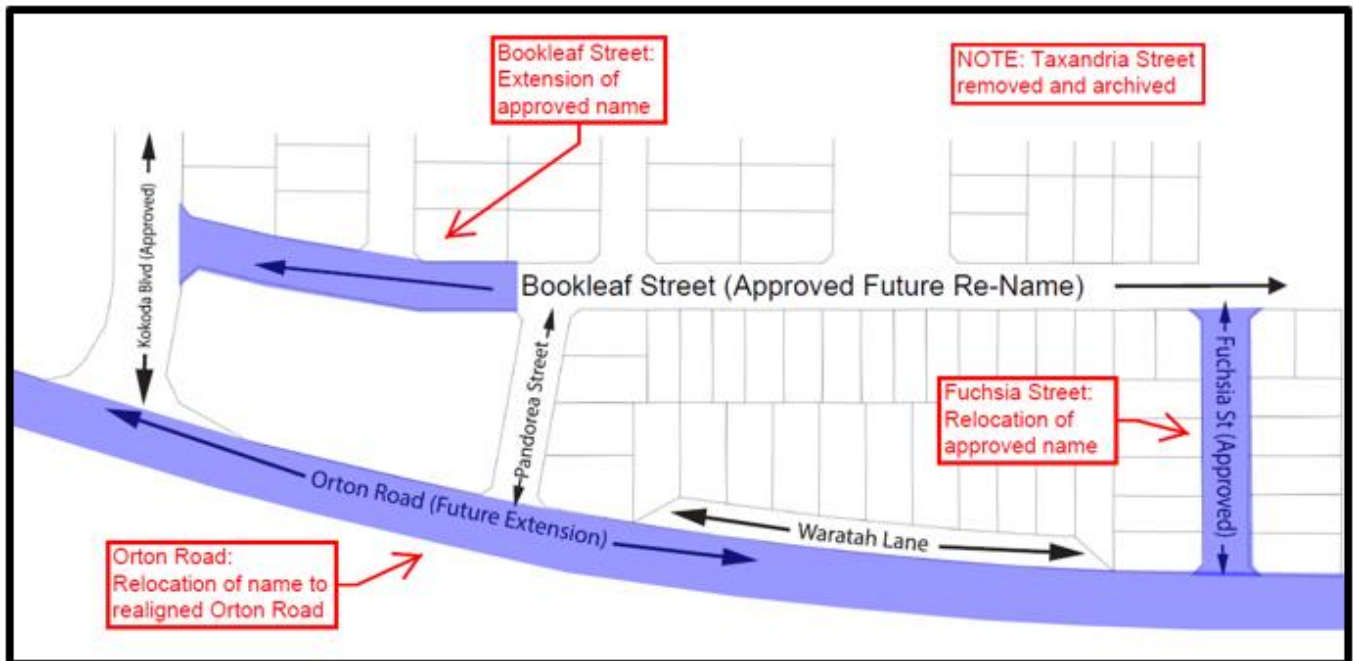 Bookleaf Street:
Extension of
approved name
NOTE: Taxandria Street
removed and archived
Kokoda Blvd (Approved)
Bookleaf Street (Approved Future Re-Name)
Pandorea Street
Fuchsia St (Approved)
Fuchsia Street:
Relocation of
approved name
Orton Road (Future Extension)
Waratah Lane
Orton Road:
Relocation of name to
realigned Orton Road